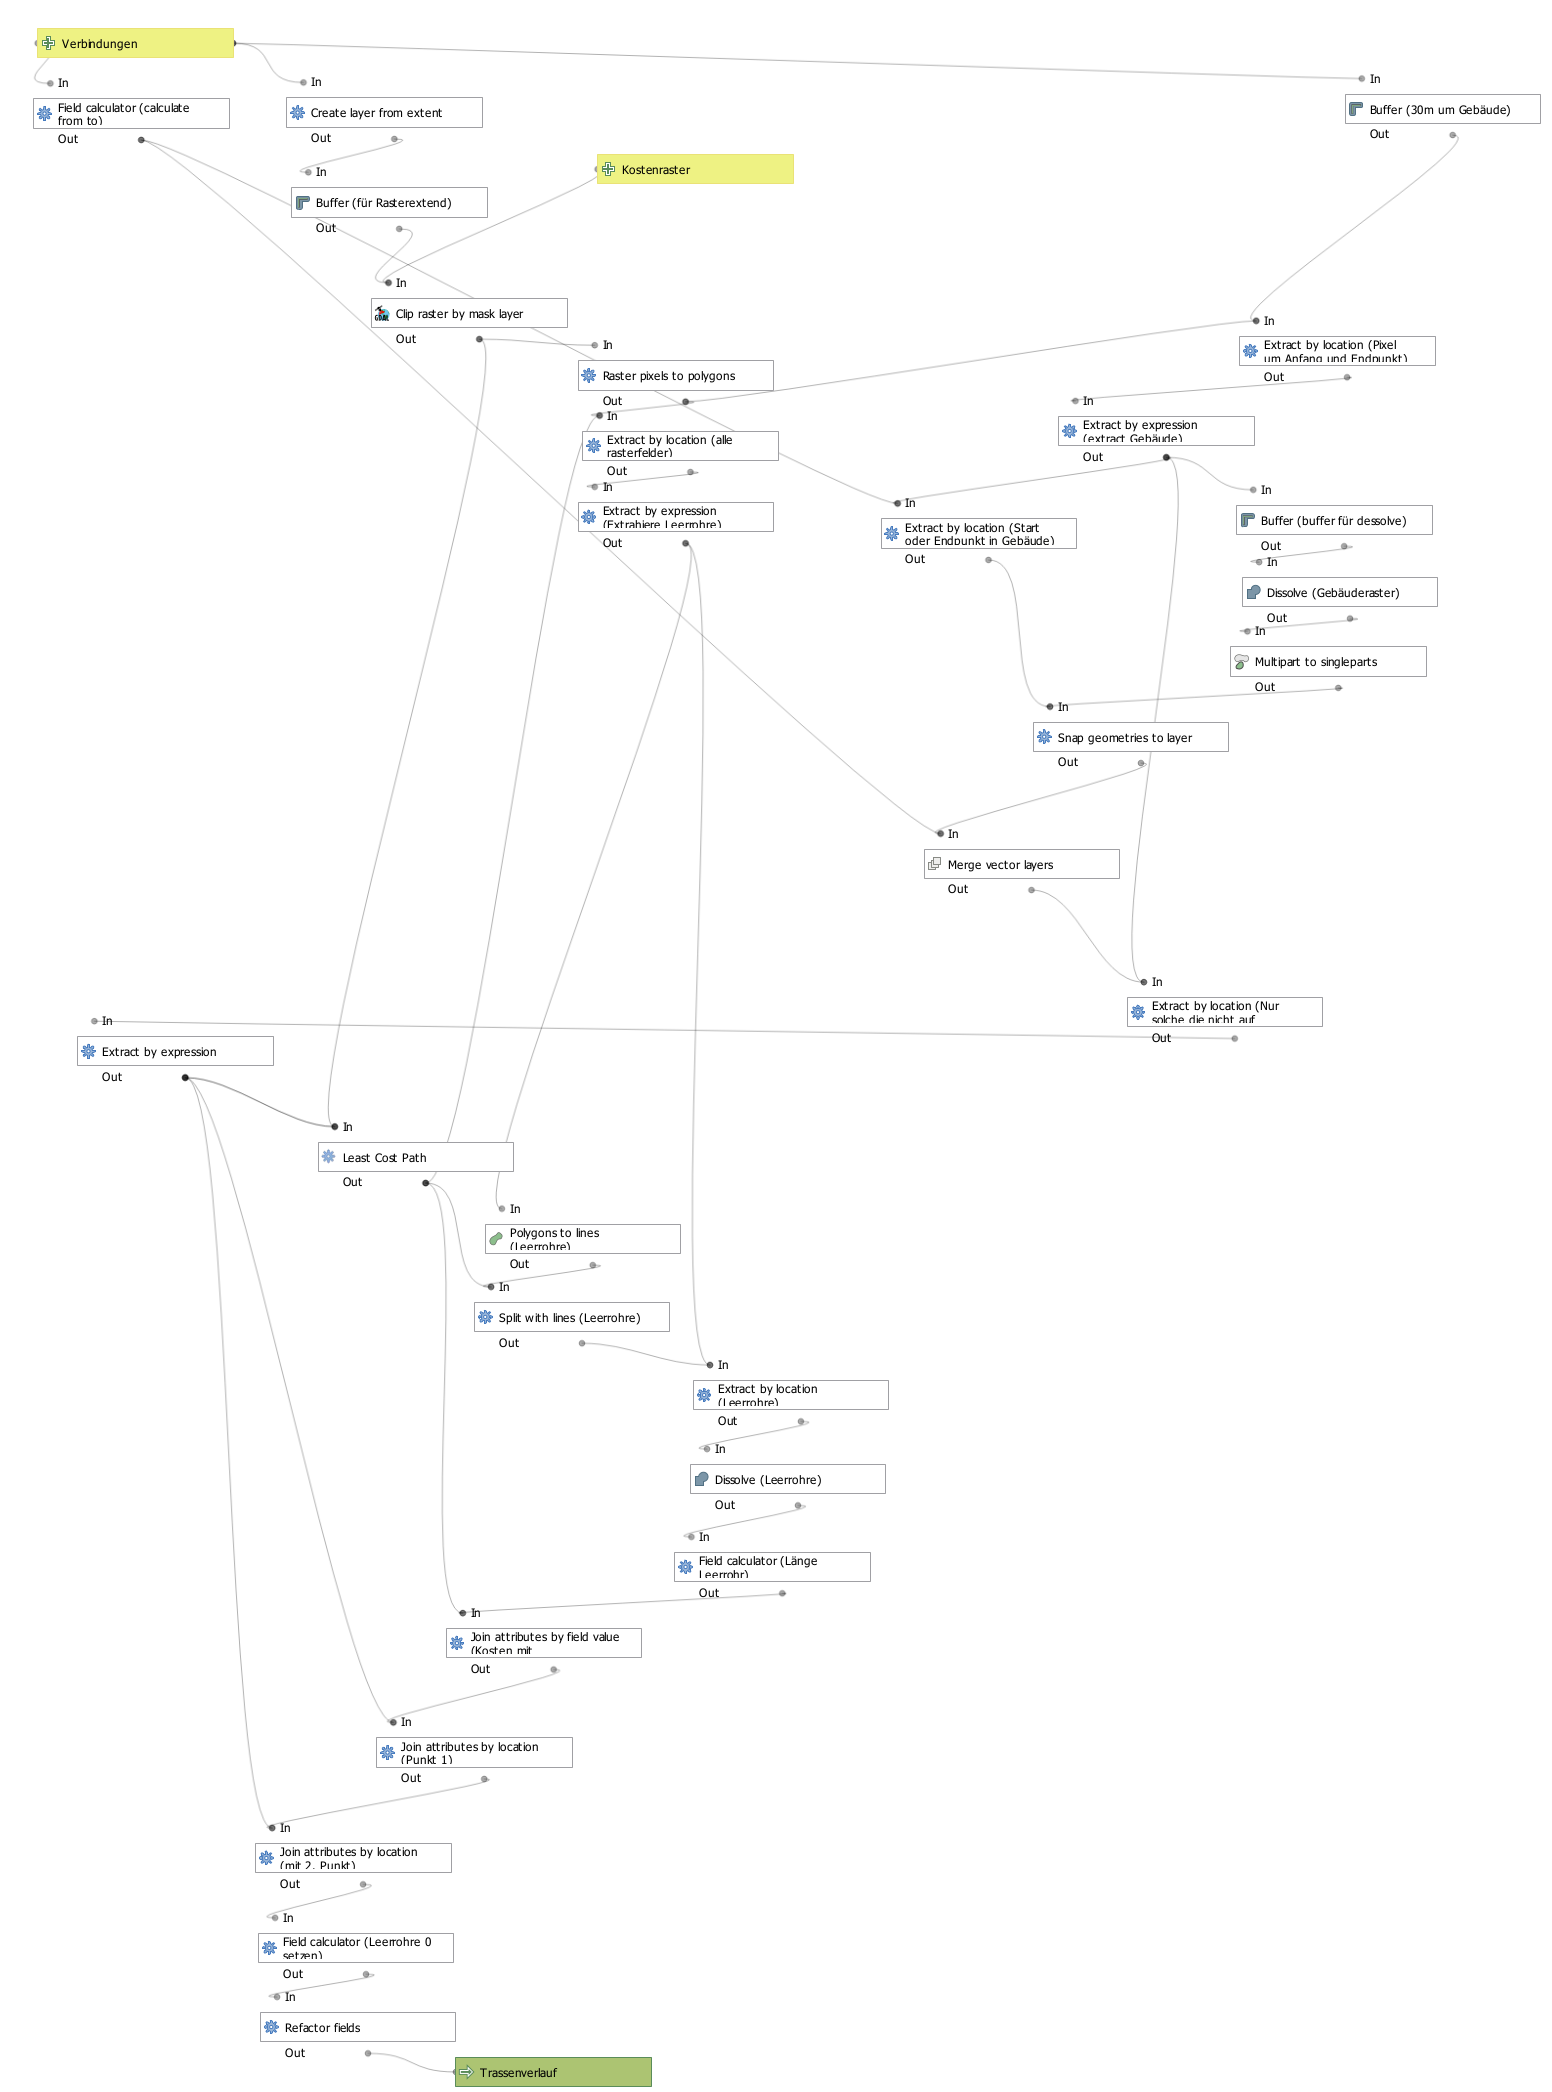 Verbindungen
In
Field calculator (calculate
from to)
Out
In
Create layer from extent
Out
In
Buffer (30m um Gebäude)
Out
In
Buffer (für Rasterextend)
Out
Kostenraster
In
Clip raster by mask layer
Out
In
Raster pixels to polygons
Out
In
Extract by location (Pixel
um Anfang und Endpunkt)
Out
In
Extract by location (alle
rasterfelder)
Out
In
Extract by expression
(extract Gebäude)
Out
In
Extract by expression
(Extrahiere Leerrohre)
Out
In
Extract by location (Start
oder Endpunkt in Gebäude)
Out
In
Buffer (buffer für dessolve)
Out
In
Dissolve (Gebäuderaster)
Out
In
Multipart to singleparts
Out
In
Snap geometries to layer
Out
In
Merge vector layers
Out
In
Extract by location (Nur
solche die nicht auf
Out
In
Extract by expression
Out
In
Least Cost Path
Out
In
Polygons to lines
(Leerrohre)
Out
In
Split with lines (Leerrohre)
Out
In
Extract by location
(Leerrohre)
Out
In
Dissolve (Leerrohre)
Out
In
Field calculator (Länge
Leerrohr)
Out
In
Join attributes by field value
(Kosten mit
Out
In
Join attributes by location
(Punkt 1)
Out
In
Join attributes by location
(mit 2. Punkt)
Out
In
Field calculator (Leerrohre 0
setzen)
Out
In
Refactor fields
Out
Trassenverlauf